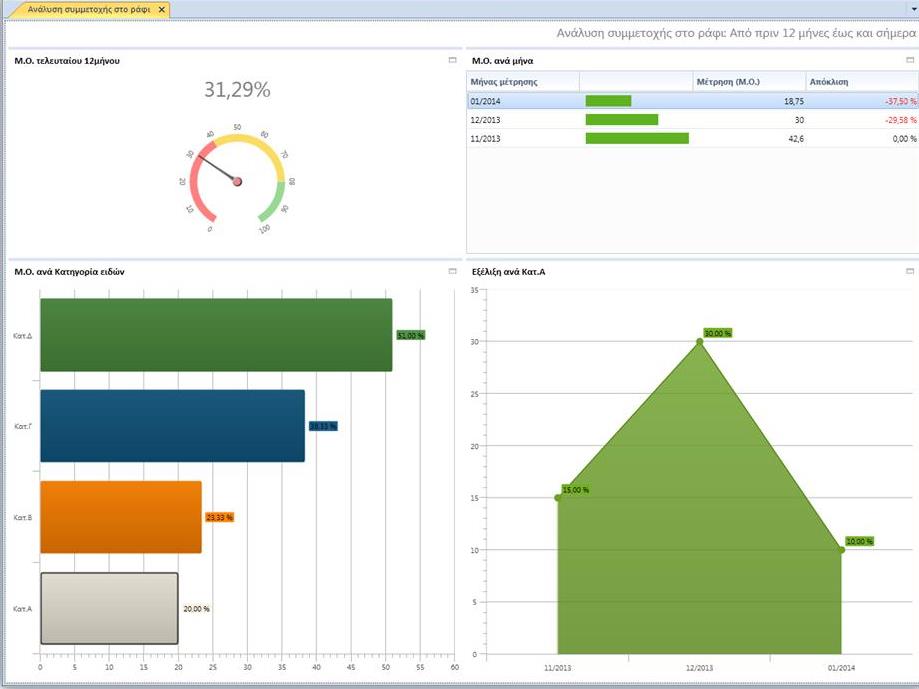 Ανάλυση συμμετοχής στο ράφι
Ανάλυση συμμετοχής στο ράφι: Από πριν 12 μήνες έως και σήμερα
Μ.Ο. τελευταίου 12μήνου
31,29%
0 10 20 30 40 50 60 70 80 90 100
Μ.Ο. ανά μήνα
Μήνας μέτρησης Μέτρηση (Μ.Ο.) Απόκλιση
01/2014 18,75 -37,50 %
12/2013 30 -29,58 %
11/2013 42,6 0,00 %
Μ.Ο. ανά Κατηγορία ειδών
Κατ.Δ 51,00 %
Κατ.Γ 38,33 %
Κατ.Β 23,33 %
Κατ.Α 20,00 %
0 5 10 15 20 25 30 35 40 45 50 55 60
Εξέλιξη ανά Κατ.Α
35
30
25
20
15
10
5
0
30,00 %
15,00 %
10,00 %
11/2013 12/2013 01/2014